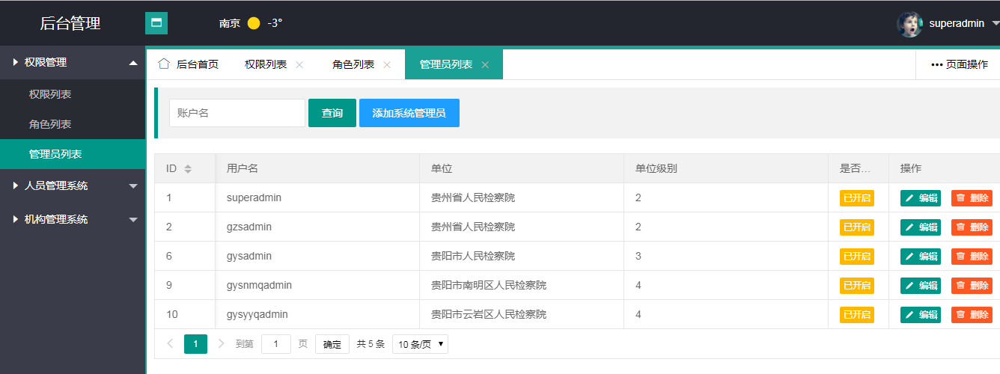 后台管理
南京 -3°
superadmin
权限管理
权限列表
角色列表
管理员列表
人员管理系统
机构管理系统
后台首页 权限列表 角色列表 管理员列表 页面操作
账户名 查询 添加系统管理员
ID 用户名 单位 单位级别 是否... 操作
1 superadmin 贵州省人民检察院 2 已开启 编辑 删除
2 gzsadmin 贵州省人民检察院 2 已开启 编辑 删除
6 gysadmin 贵阳市人民检察院 3 已开启 编辑 删除
9 gysnmqadmin 贵阳市南明区人民检察院 4 已开启 编辑 删除
10 gysyyqadmin 贵阳市云岩区人民检察院 4 已开启 编辑 删除
1 到第 1 页 确定 共 5 条 10 条/页